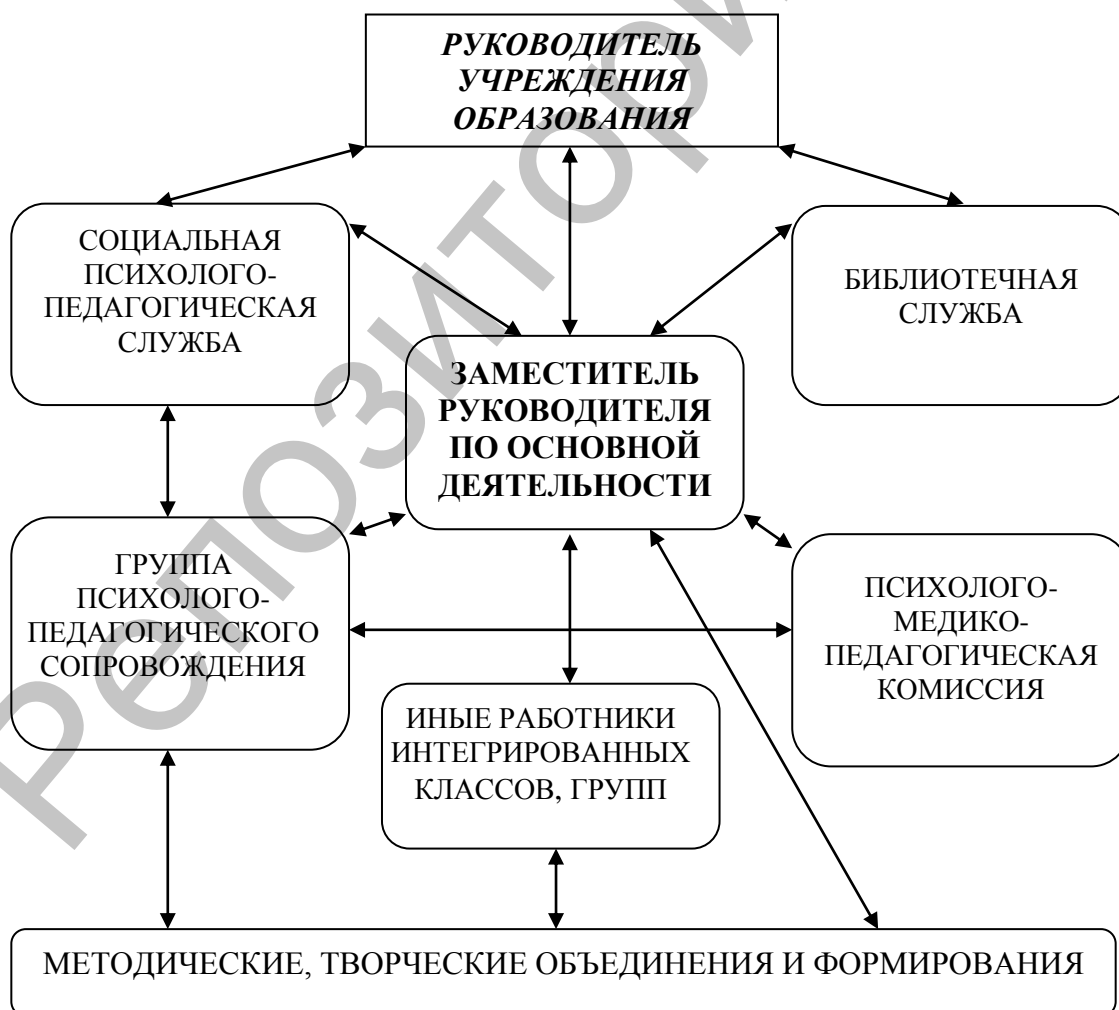 РУКОВОДИТЕЛЬ
УЧРЕЖДЕНИЯ
ОБРАЗОВАНИЯ
СОЦИАЛЬНАЯ
ПСИХОЛОГО-
ПЕДАГОГИЧЕСКАЯ
СЛУЖБА
БИБЛИОТЕЧНАЯ
СЛУЖБА
ЗАМЕСТИТЕЛЬ
РУКОВОДИТЕЛЯ
ПО ОСНОВНОЙ
ДЕЯТЕЛЬНОСТИ
ГРУППА
ПСИХОЛОГО-
ПЕДАГОГИЧЕСКОГО
СОПРОВОЖДЕНИЯ
ПСИХОЛОГО-
МЕДИКО-
ПЕДАГОГИЧЕСКАЯ
КОМИССИЯ
ИНЫЕ РАБОТНИКИ
ИНТЕГРИРОВАННЫХ
КЛАССОВ, ГРУПП
МЕТОДИЧЕСКИЕ, ТВОРЧЕСКИЕ ОБЪЕДИНЕНИЯ И ФОРМИРОВАНИЯ